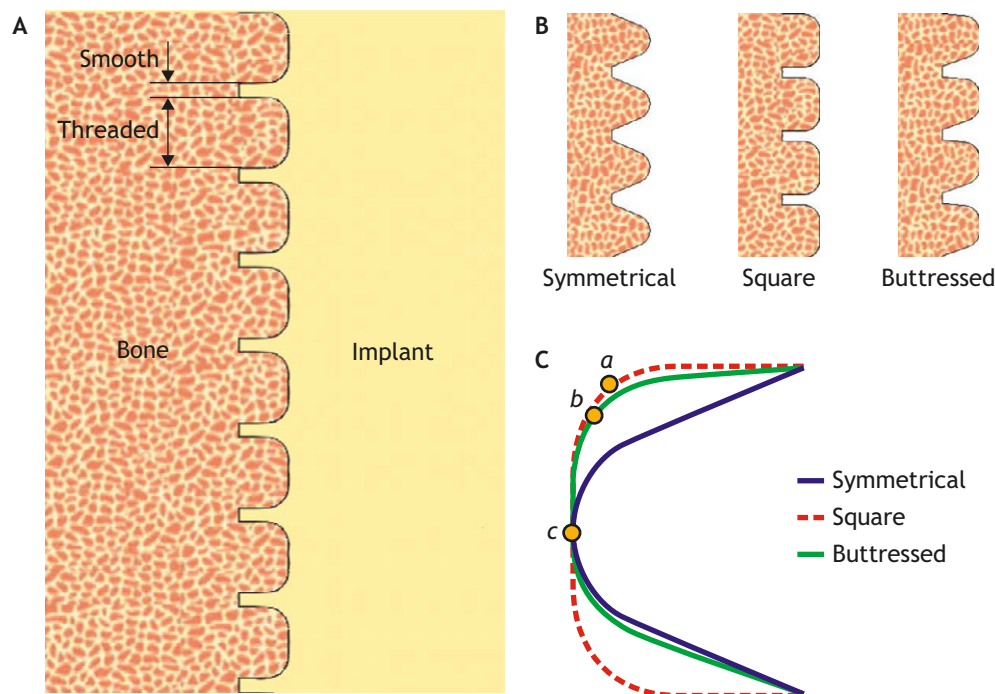 A
Smooth
Threaded
Bone
Implant
B
Symmetrical
Square
Buttressed
C
a
b
c
Symmetrical
Square
Buttressed